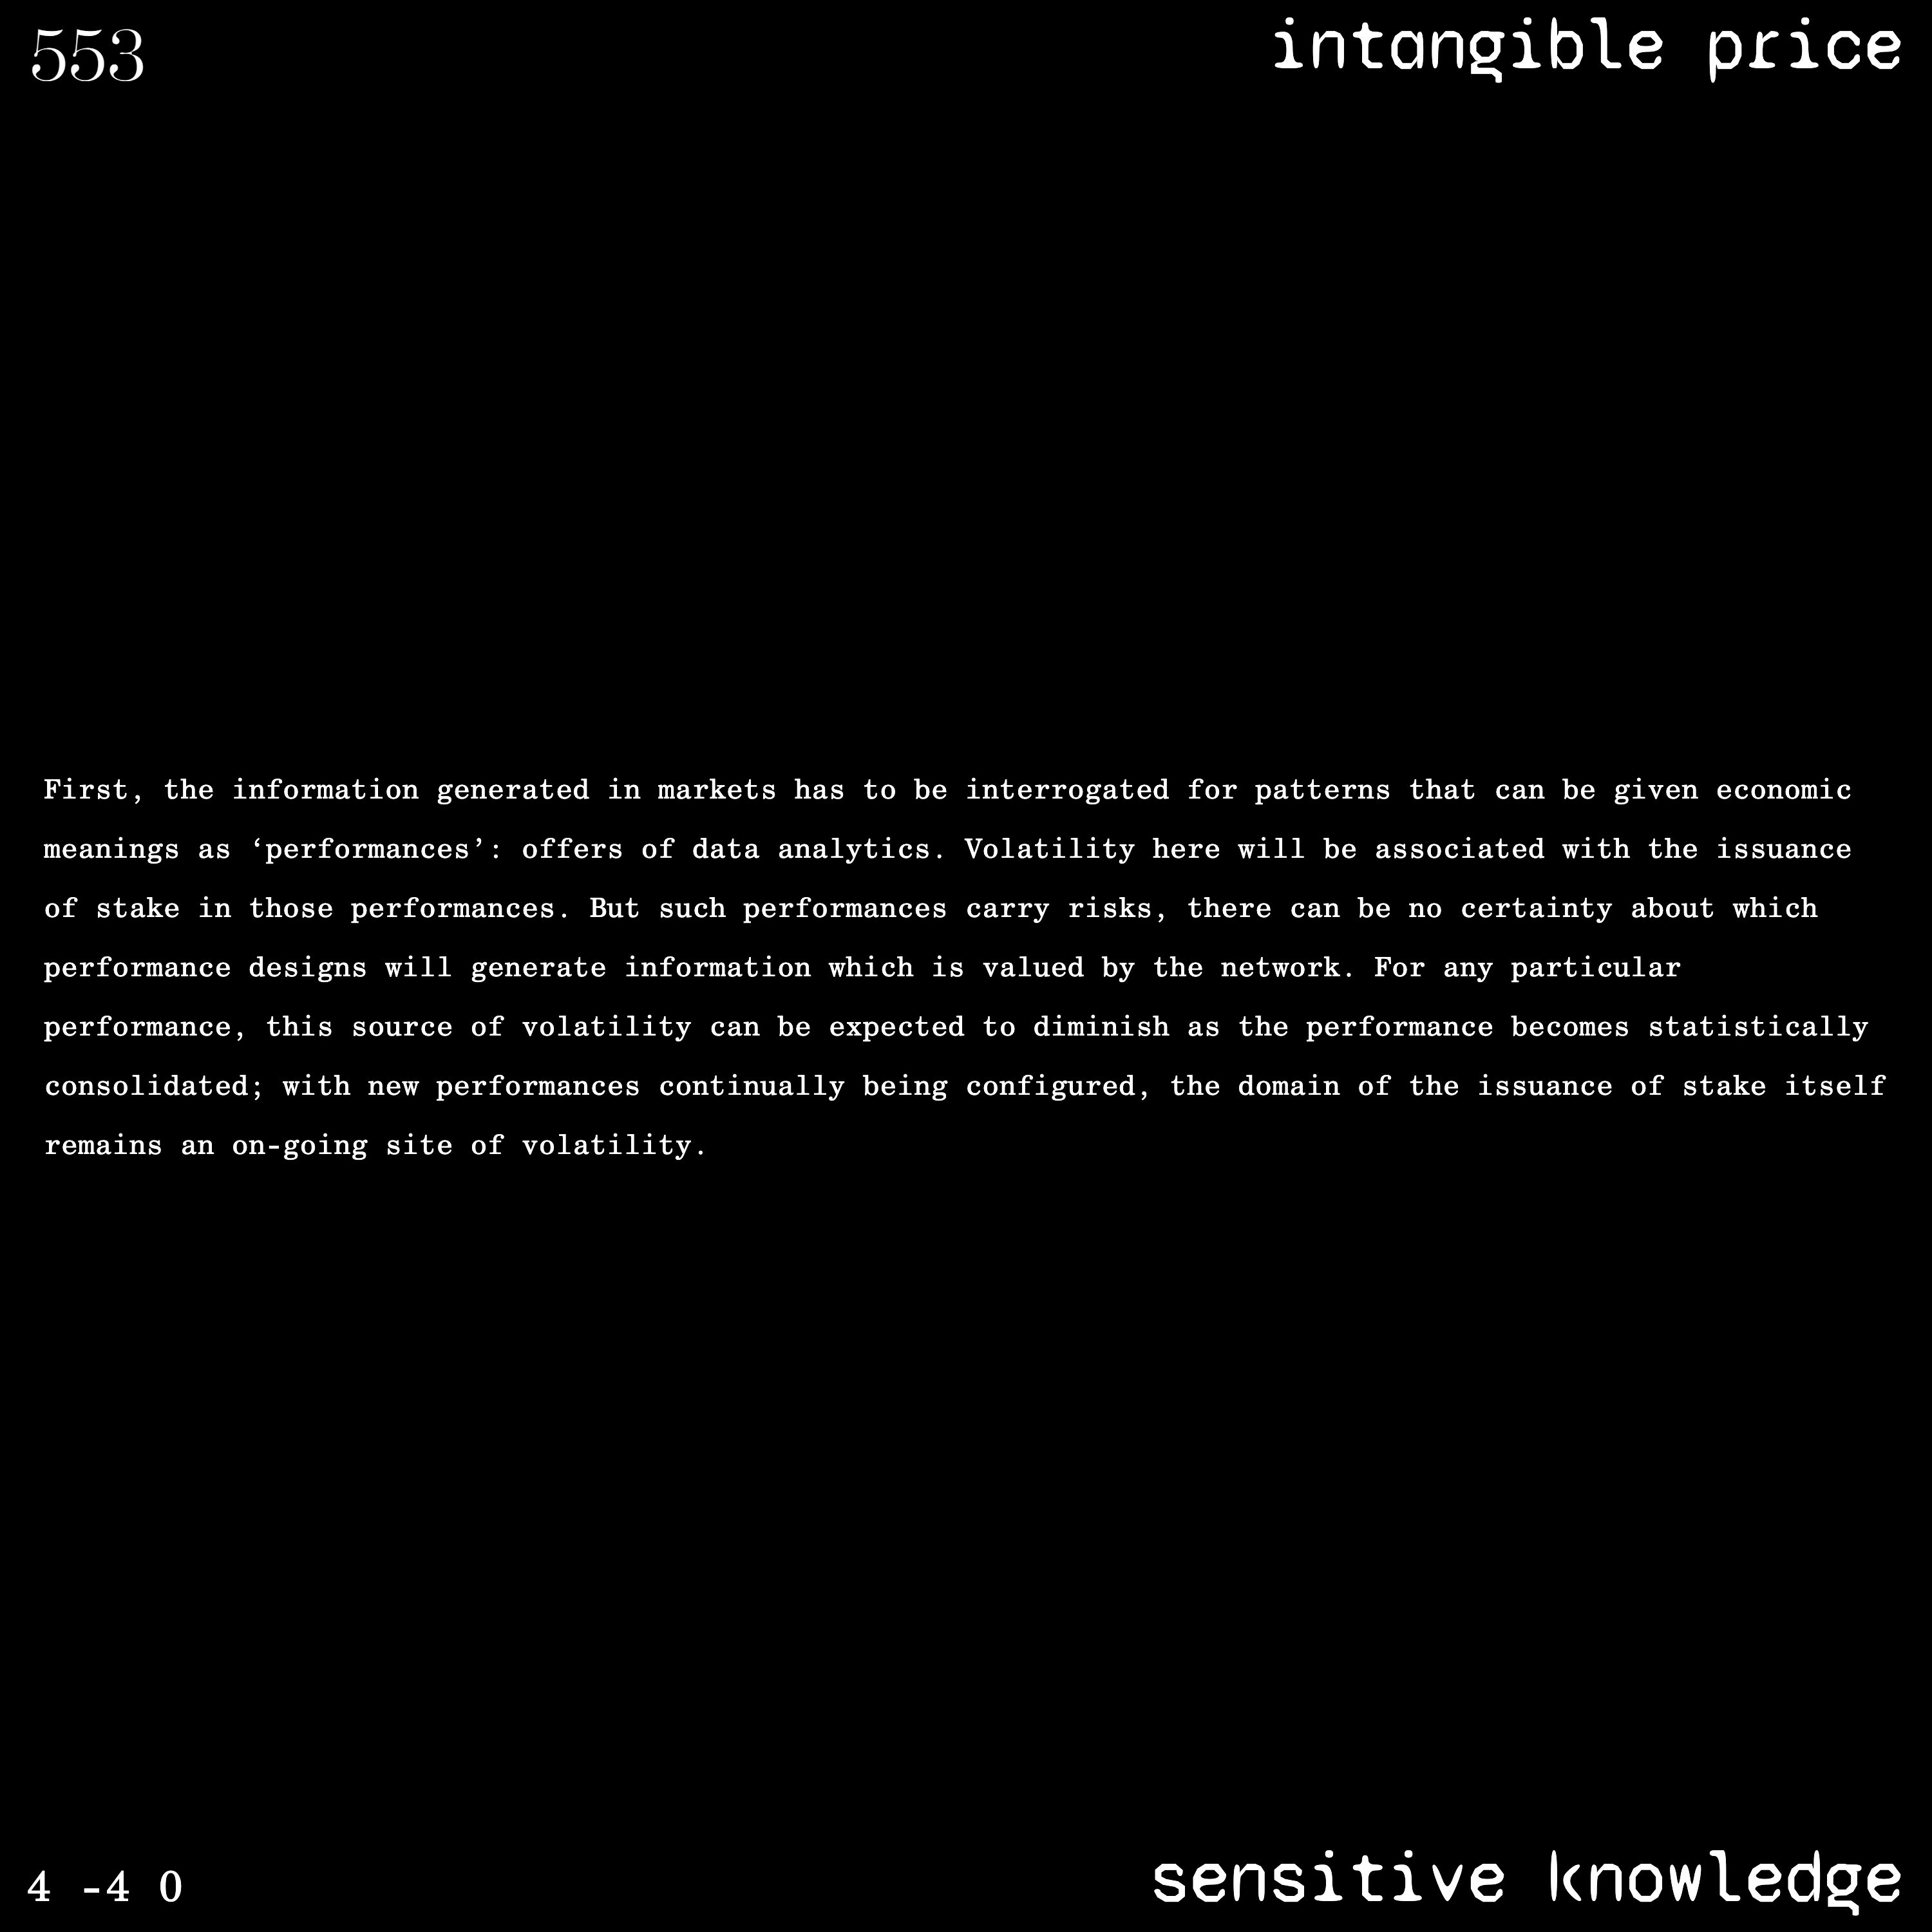 553
intangible price
First, the information generated in markets has to be interrogated for patterns that can be given economic
meanings as ‘performances’: offers of data analytics. Volatility here will be associated with the issuance
of stake in those performances. But such performances carry risks, there can be no certainty about which
performance designs will generate information which is valued by the network. For any particular
performance, this source of volatility can be expected to diminish as the performance becomes statistically
consolidated; with new performances continually being configured, the domain of the issuance of stake itself
remains an on-going site of volatility.
4 -4 0
sensitive knowledge